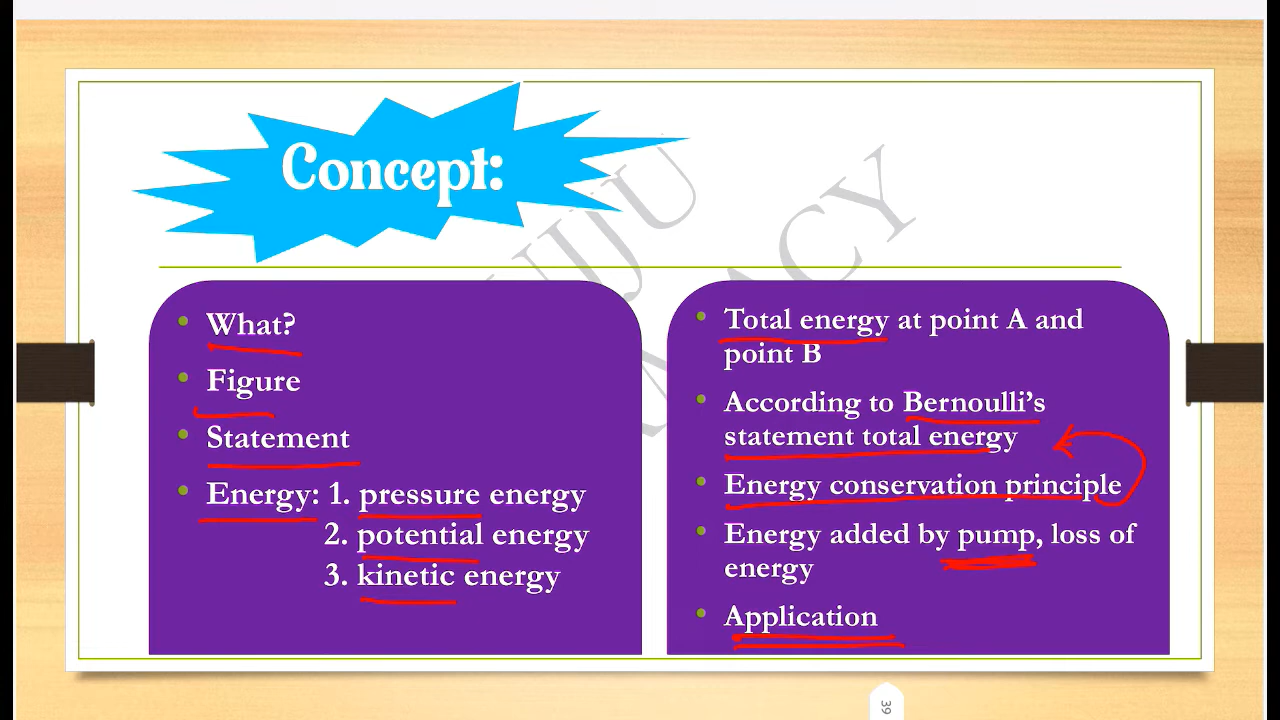 Concept:
• What?
• Figure
• Statement
• Energy: 1. pressure energy
2. potential energy
3. kinetic energy
• Total energy at point A and
point B
• According to Bernoulli's
statement total energy
• Energy conservation principle
• Energy added by pump, loss of
energy
• Application
39